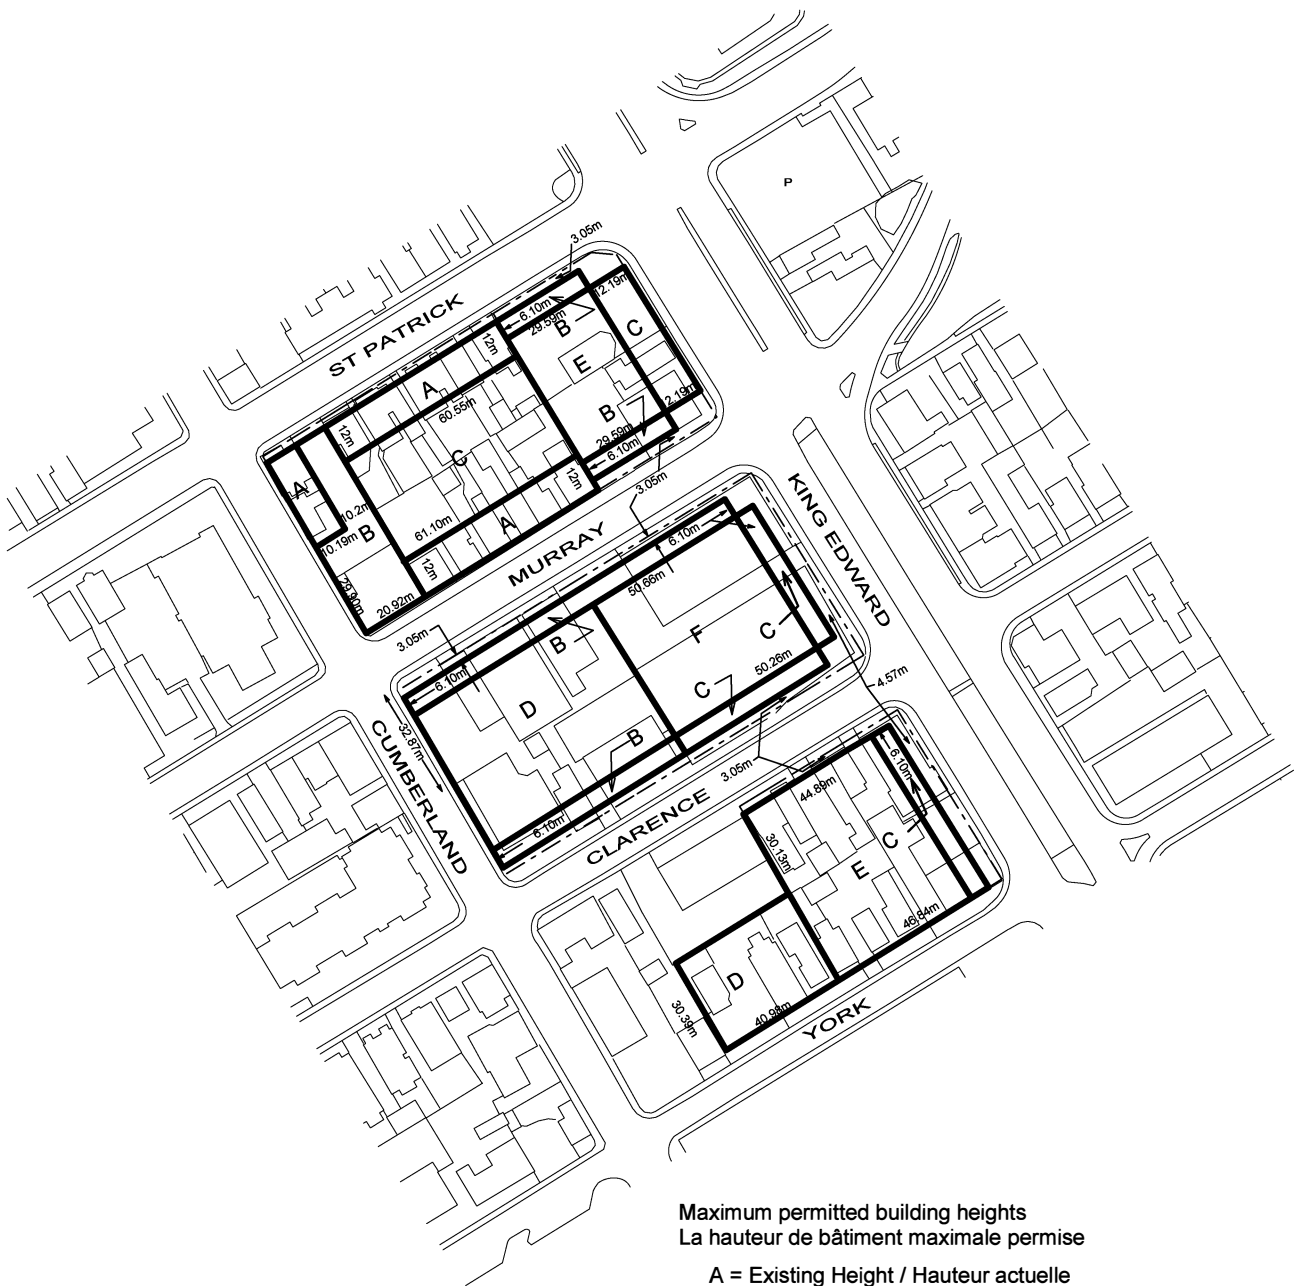 P
3.05m
ST PATRICK
12.19m
6.10m
29.59m
B
C
12m
E
A
60.55m
12m
B
12.19m
29.59m
6.10m
C
12m
A
10.2m
B
61.10m
A
10.19m
12m
29.90m
20.92m
MURRAY
3.05m
KING EDWARD
6.10m
50.66m
3.05m
B
F
C
6.10m
50.26m
C
4.57m
D
B
32.87m
CUMBERLAND
3.05m
6.10m
CLARENCE
44.89m
6.10m
30.13m
C
E
46.84m
D
30.39m
40.98m
YORK
Maximum permitted building heights
La hauteur de bâtiment maximale permise
A = Existing Height / Hauteur actuelle